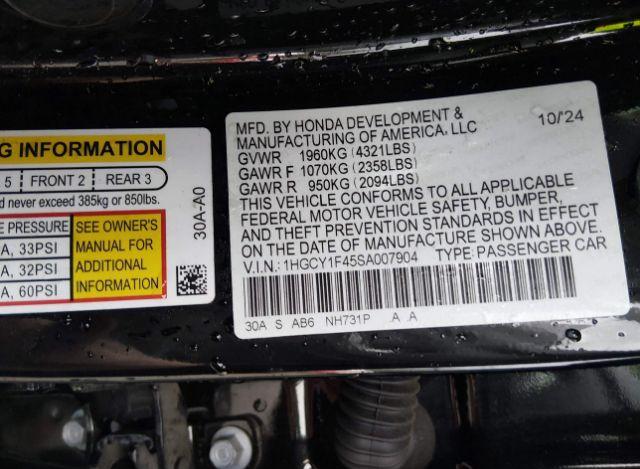 G INFORMATION
5 FRONT 2 REAR 3
d never exceed 385kg or 850lbs.
E PRESSURE
A, 33PSI
A, 32PSI
A, 60PSI
SEE OWNER'S
MANUAL FOR
ADDITIONAL
INFORMATION
30A-A0
MFD. BY HONDA DEVELOPMENT & 10/24
MANUFACTURING OF AMERICA, LLC
GVWR 1960KG (4321LBS)
GAWR F 1070KG (2358LBS)
GAWR R 950KG (2094LBS)
THIS VEHICLE CONFORMS TO ALL APPLICABLE
FEDERAL MOTOR VEHICLE SAFETY, BUMPER,
AND THEFT PREVENTION STANDARDS IN EFFECT
ON THE DATE OF MANUFACTURE SHOWN ABOVE.
V.I.N.: 1HGCY1F45SA007904 TYPE: PASSENGER CAR
30A S AB6 NH731P .A .A